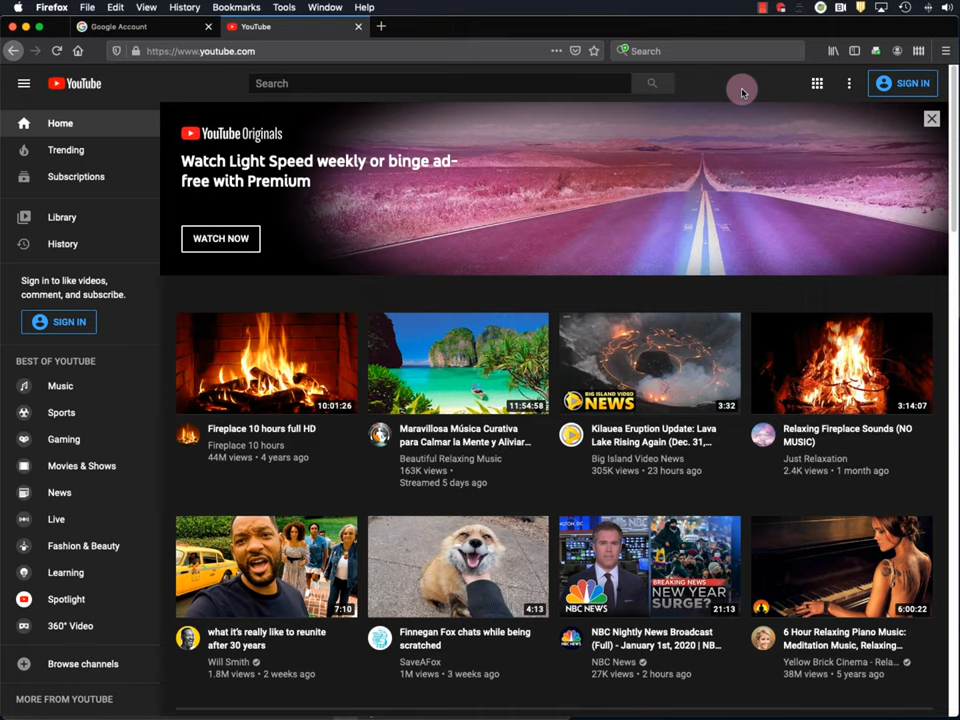 Firefox File Edit View History Bookmarks Tools Window Help
Google Account
YouTube
https://www.youtube.com
Search
YouTube
Search
SIGN IN
Home
Trending
Subscriptions
Library
History
Sign in to like videos,
comment, and subscribe.
SIGN IN
BEST OF YOUTUBE
Music
Sports
Gaming
Movies & Shows
News
Live
Fashion & Beauty
Learning
Spotlight
360° Video
Browse channels
MORE FROM YOUTUBE
YouTube Originals
Watch Light Speed weekly or binge ad-
free with Premium
WATCH NOW
10:01:26
Fireplace 10 hours full HD
Fireplace 10 hours
44M views • 4 years ago
11:54:58
Maravillosa Música Curativa
para Calmar la Mente y Aliviar...
Beautiful Relaxing Music
163K views •
Streamed 5 days ago
BIG ISLAND VIDEO
NEWS
3:32
Kilauea Eruption Update: Lava
Lake Rising Again (Dec. 31,...
Big Island Video News
305K views • 23 hours ago
3:14:07
Relaxing Fireplace Sounds (NO
MUSIC)
Just Relaxation
2.4K views • 1 month ago
7:10
what it's really like to reunite
after 30 years
Will Smith
1.8M views • 2 weeks ago
4:13
Finnegan Fox chats while being
scratched
SaveAFox
1M views • 3 weeks ago
NBC NEWS
BREAKING NEWS
NEW YEAR
SURGE?
21:13
NBC Nightly News Broadcast
(Full) - January 1st, 2020 | NB...
NBC News
27K views • 2 hours ago
6:00:22
6 Hour Relaxing Piano Music:
Meditation Music, Relaxing...
Yellow Brick Cinema - Rela...
38M views • 5 years ago